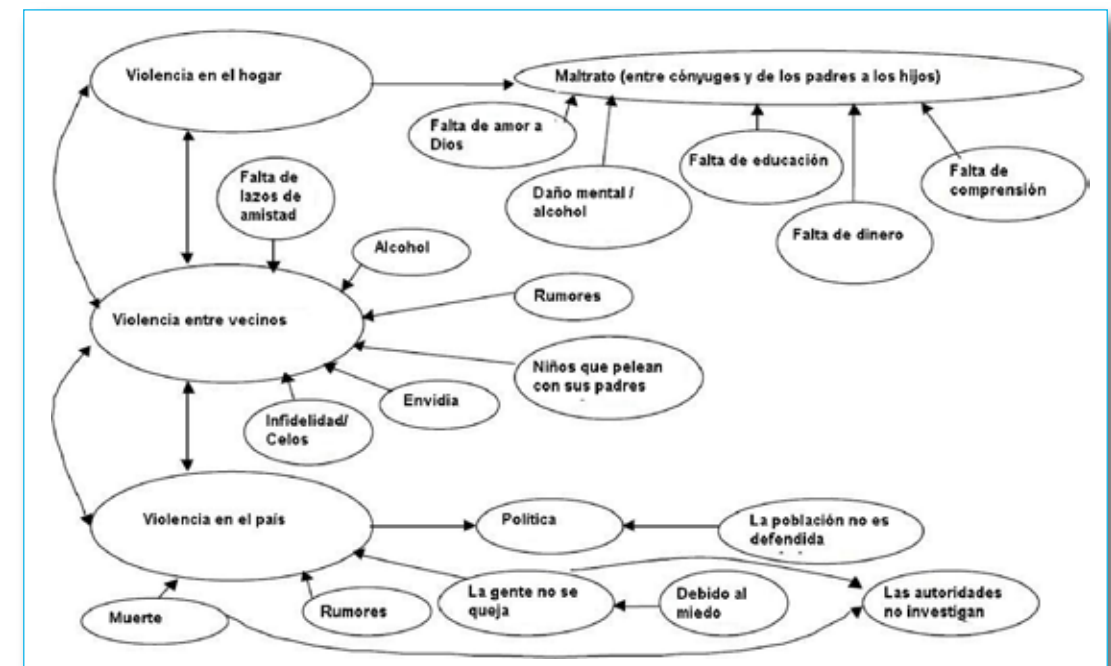 Violencia en el hogar
Maltrato (entre cónyuges y de los padres a los hijos)
Falta de amor a
Dios
Daño mental /
alcohol
Falta de educación
Falta de dinero
Falta de
comprensión
Falta de
lazos de
amistad
Alcohol
Rumores
Violencia entre vecinos
Niños que pelean
con sus padres
Envidia
Infidelidad/
Celos
Violencia en el país
Política
La población no es
defendida
Muerte
Rumores
La gente no se
queja
Debido al
miedo
Las autoridades
no investigan